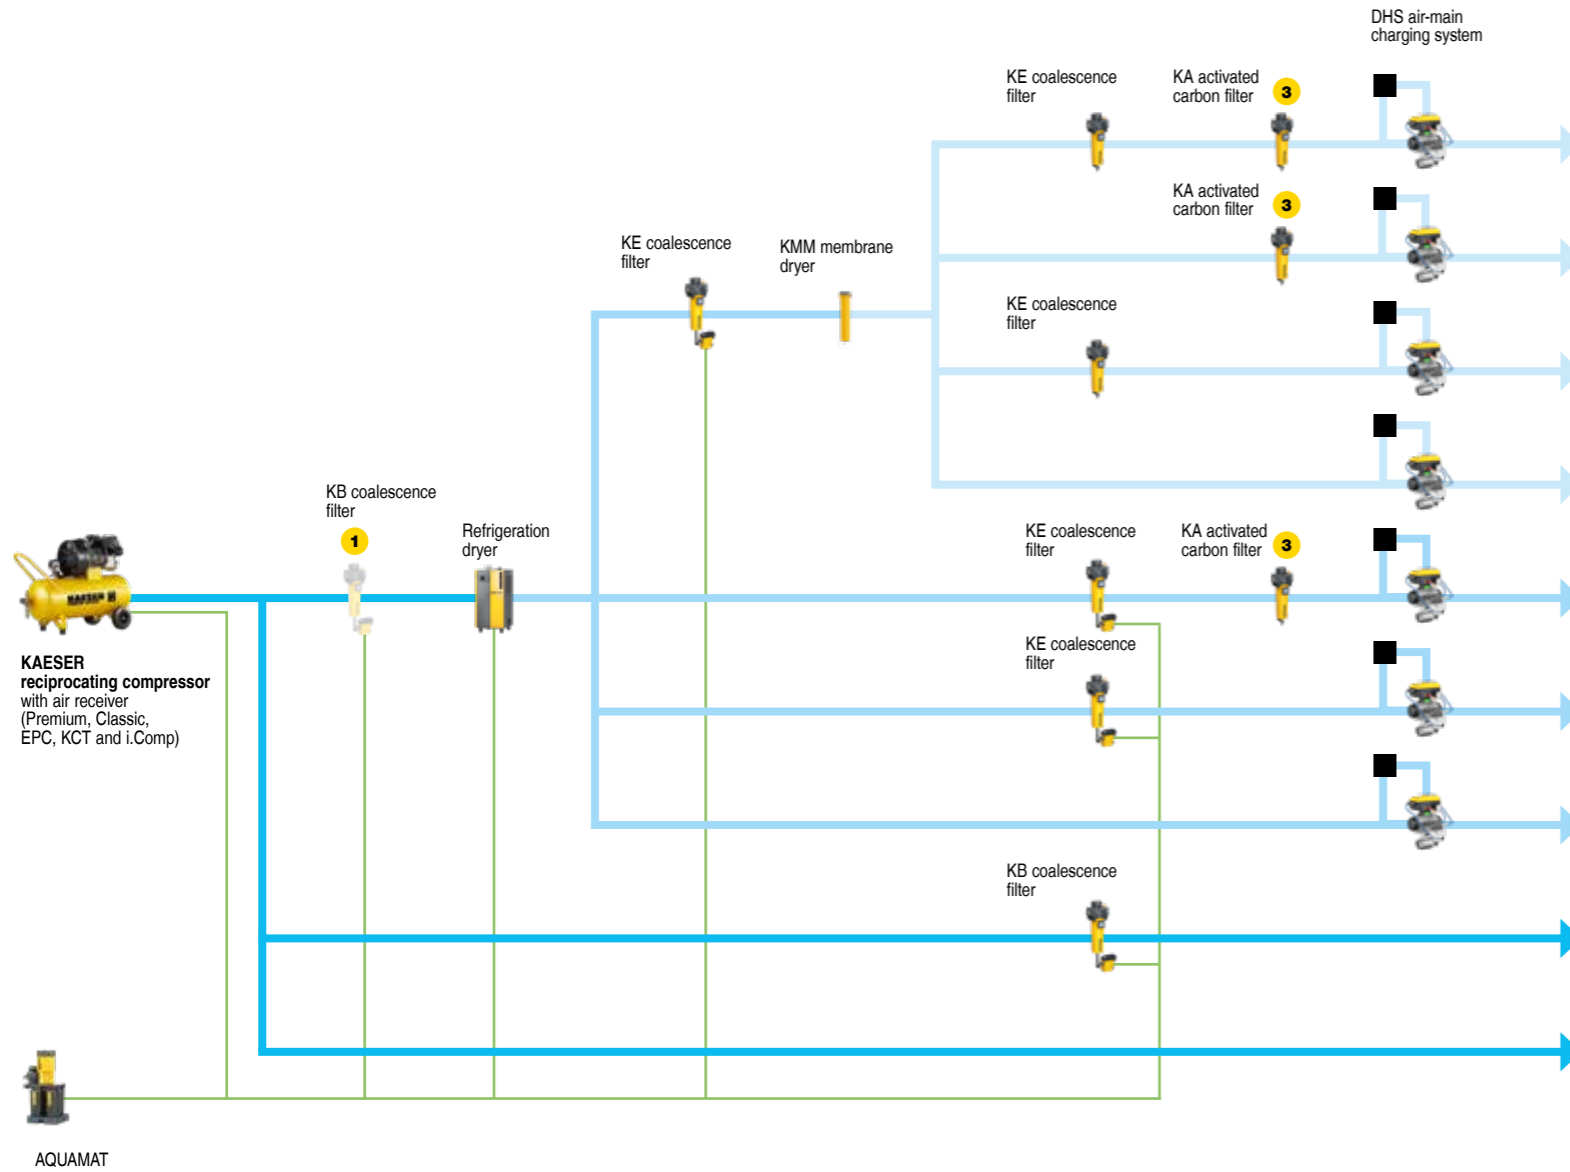 DHS air-main
charging system
KE coalescence
filter
KA activated
carbon filter
3
KA activated
carbon filter
3
KE coalescence
filter
KMM membrane
dryer
KE coalescence
filter
KB coalescence
filter
1
Refrigeration
dryer
KE coalescence
filter
KA activated
carbon filter
3
KAESER
KAESER
reciprocating compressor
with air receiver
(Premium, Classic,
EPC, KCT and i.Comp)
KE coalescence
filter
KB coalescence
filter
AQUAMAT